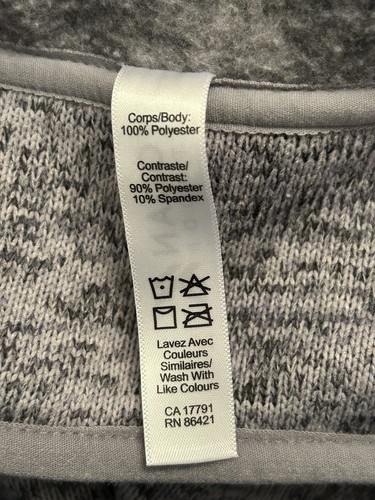 Corps/Body:
100% Polyester
Contraste/
Contrast:
90% Polyester
10% Spandex
Lavez Avec
Couleurs
Similaires/
Wash With
Like Colours
CA 17791
RN 86421